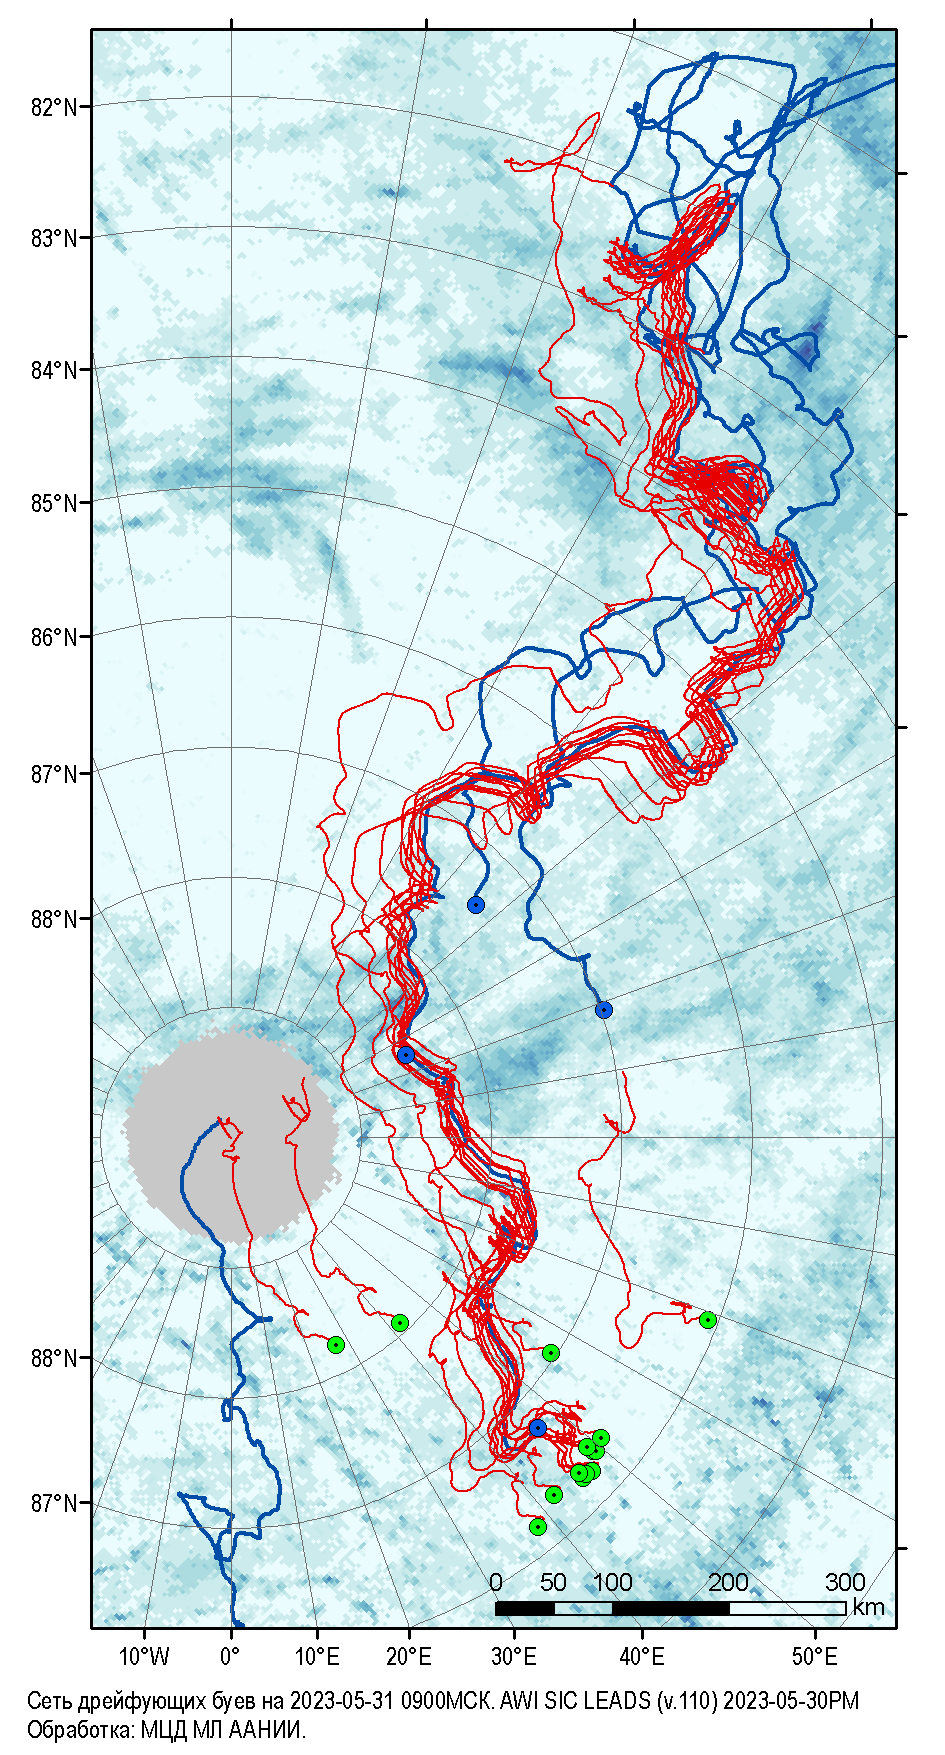 82°N
83°N
84°N
85°N
86°N
87°N
88°N
88°N
87°N
0 50 100 200 300
km
10°W 0° 10°E 20°E 30°E 40°E 50°E
Сеть дрейфующих буев на 2023-05-31 0900МСК. AWI SIC LEADS (v.110) 2023-05-30PM
Обработка: МЦД МЛ ААНИИ.